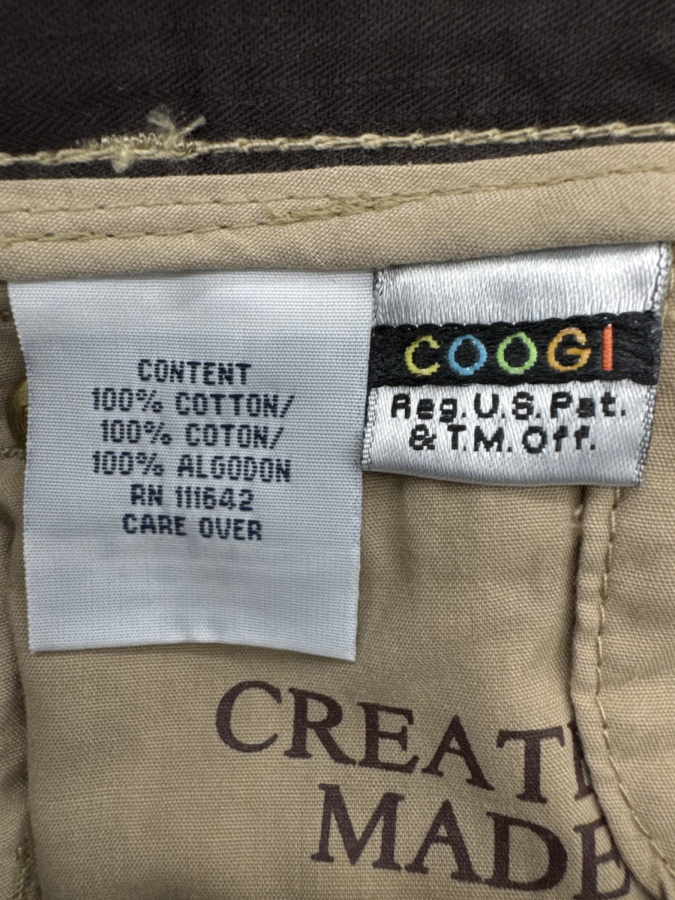 CONTENT
100% COTTON/
100% COTON/
100% ALGODON
RN 111642
CARE OVER
COOGI
Reg. U.S. Pat.
& T.M. Off.
CREAT
MADE